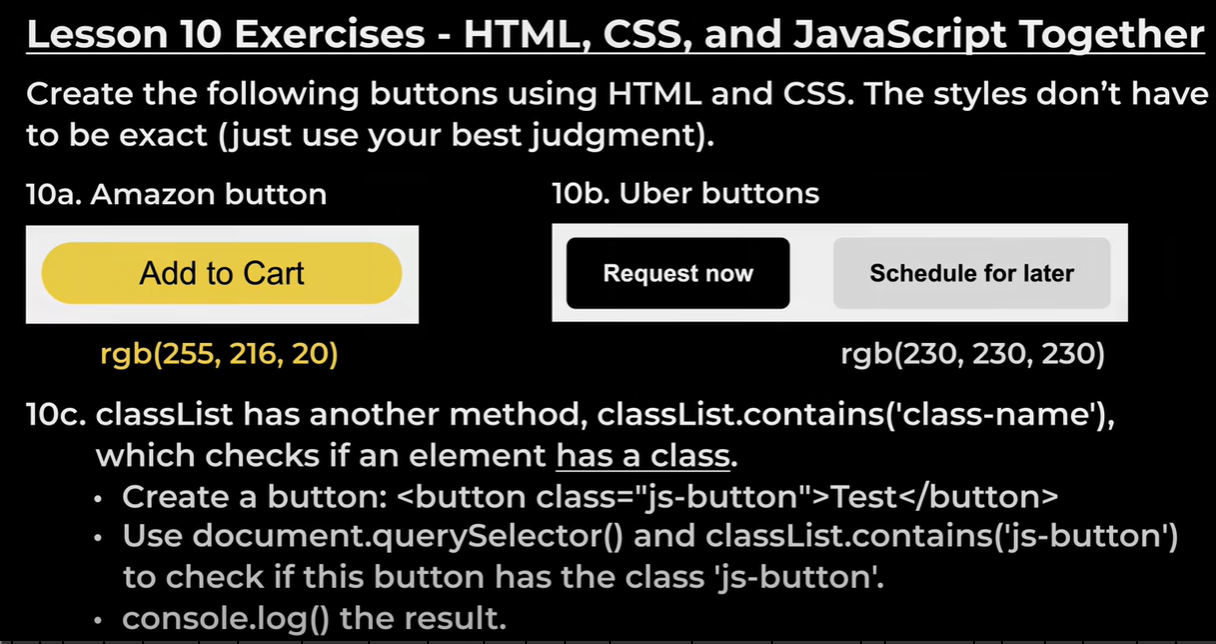 Lesson 10 Exercises - HTML, CSS, and JavaScript Together
Create the following buttons using HTML and CSS. The styles don’t have
to be exact (just use your best judgment).
10a. Amazon button
Add to Cart
rgb(255, 216, 20)
10b. Uber buttons
Request now
Schedule for later
rgb(230, 230, 230)
10c. classList has another method, classList.contains('class-name'),
which checks if an element has a class.
• Create a button: <button class="js-button">Test</button>
• Use document.querySelector() and classList.contains('js-button')
to check if this button has the class 'js-button'.
• console.log() the result.